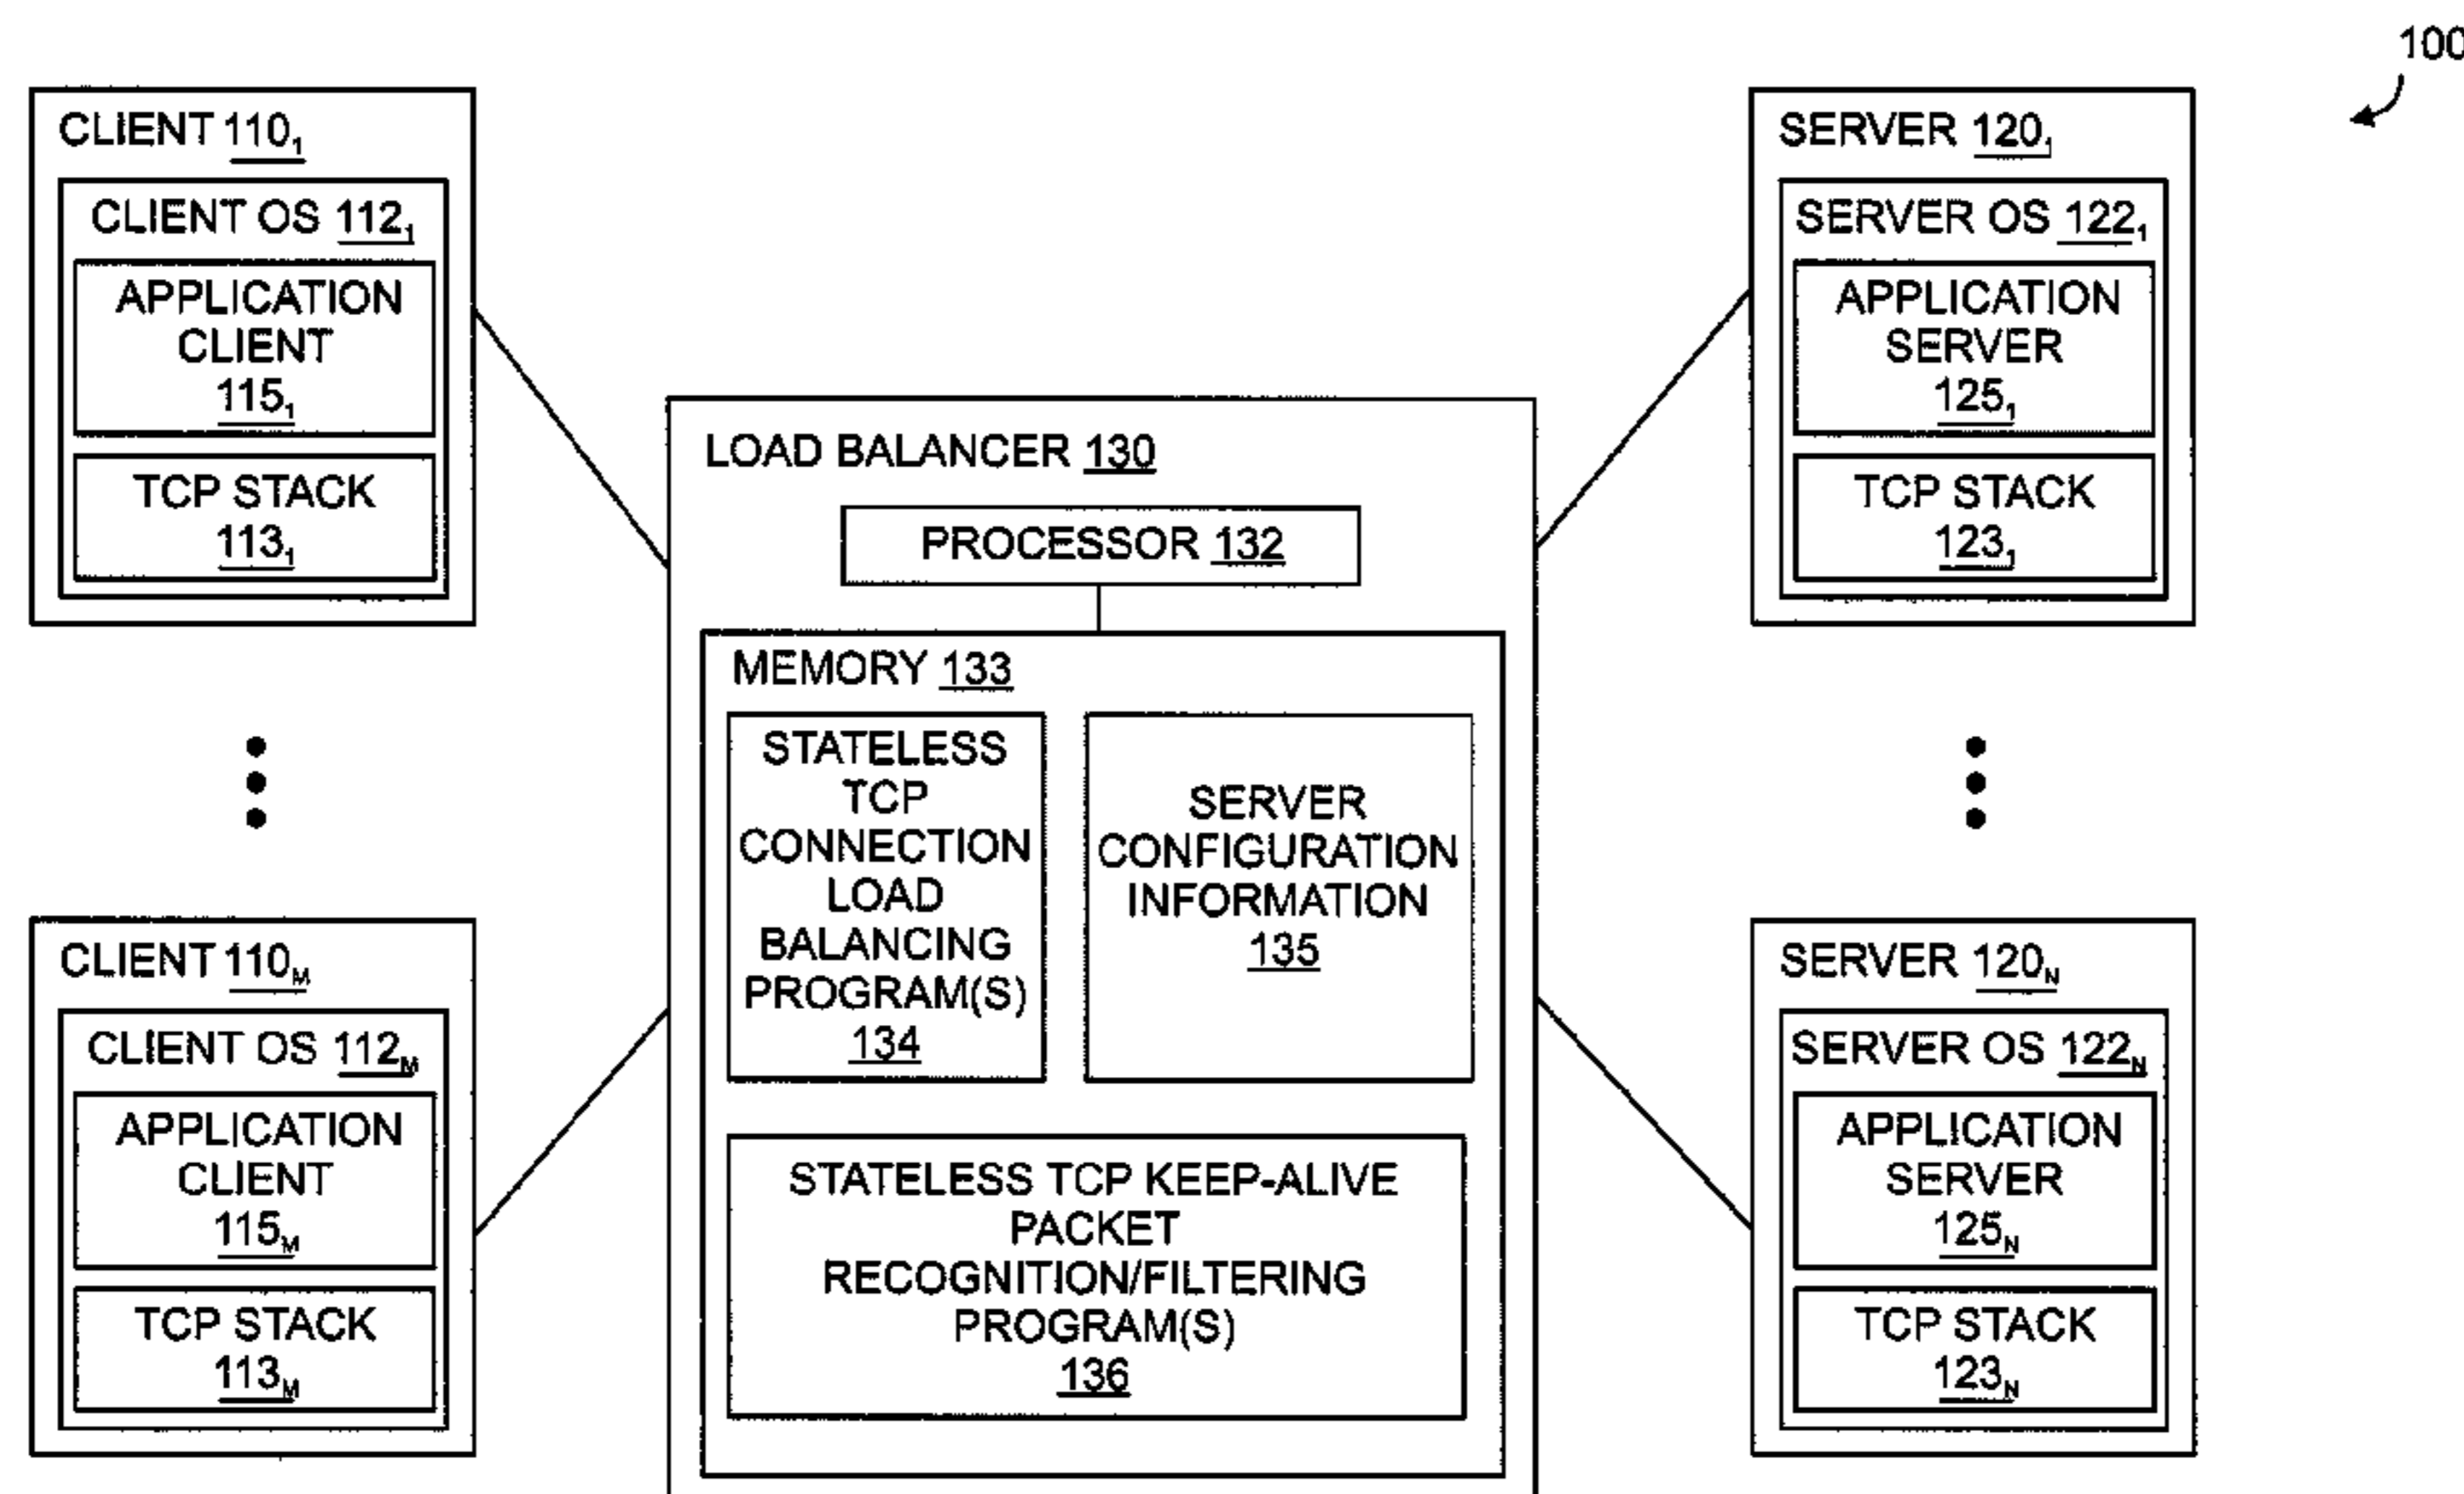 100
CLIENT 110₁
CLIENT OS 112₁
APPLICATION
CLIENT
115₁
TCP STACK
113₁
CLIENT 110ₘ
CLIENT OS 112ₘ
APPLICATION
CLIENT
115ₘ
TCP STACK
113ₘ
LOAD BALANCER 130
PROCESSOR 132
MEMORY 133
STATELESS
TCP
CONNECTION
LOAD
BALANCING
PROGRAM(S)
134
SERVER
CONFIGURATION
INFORMATION
135
STATELESS TCP KEEP-ALIVE
PACKET
RECOGNITION/FILTERING
PROGRAM(S)
136
SERVER 120₁
SERVER OS 122₁
APPLICATION
SERVER
125₁
TCP STACK
123₁
SERVER 120ₙ
SERVER OS 122ₙ
APPLICATION
SERVER
125ₙ
TCP STACK
123ₙ